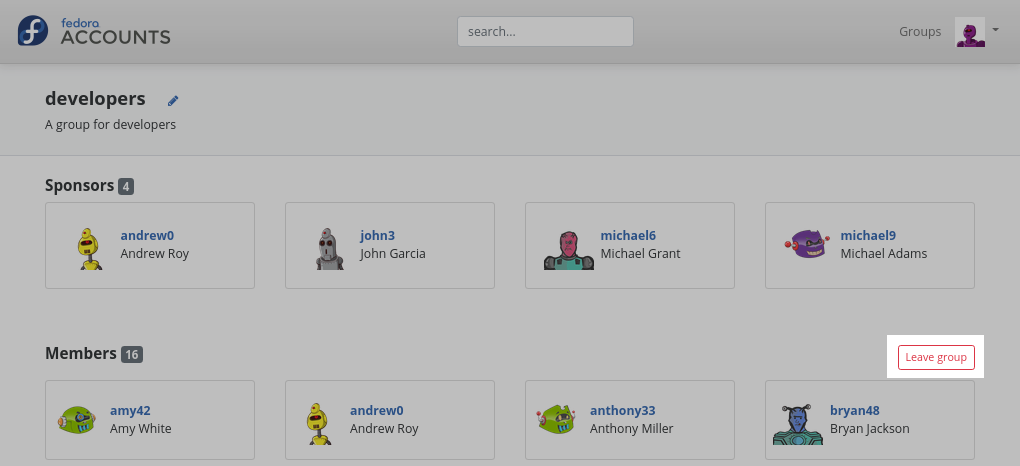 fedora
ACCOUNTS
search...
Groups
developers
A group for developers
Sponsors 4
andrew0
Andrew Roy
john3
John Garcia
michael6
Michael Grant
michael9
Michael Adams
Members 16
Leave group
amy42
Amy White
andrew0
Andrew Roy
anthony33
Anthony Miller
bryan48
Bryan Jackson